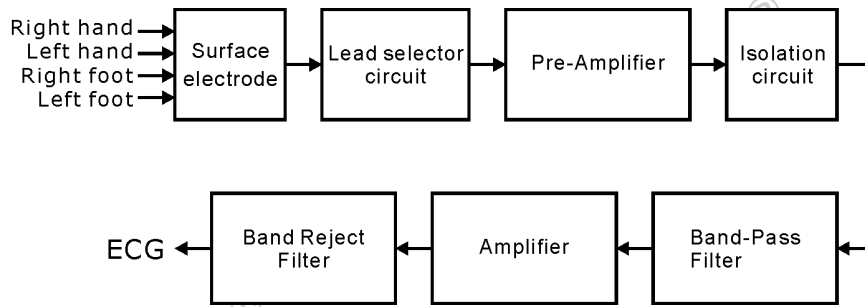 Right hand
Left hand
Right foot
Left foot
Surface
electrode
Lead selector
circuit
Pre-Amplifier
Isolation
circuit
ECG
Band Reject
Filter
Amplifier
Band-Pass
Filter
®